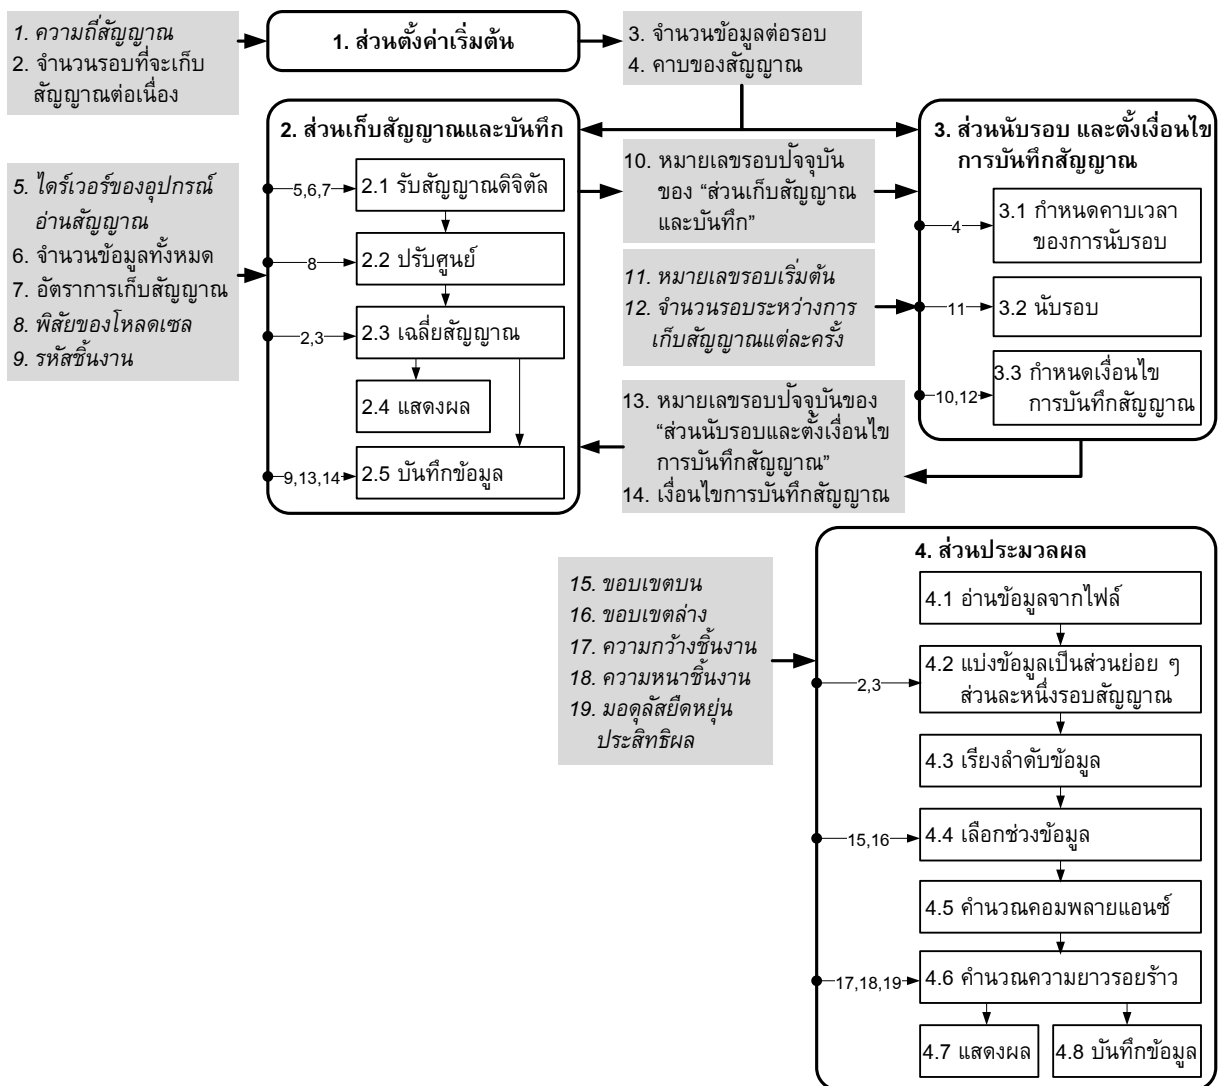 1. ความถี่สัญญาณ
2. จำนวนรอบที่จะเก็บ
สัญญาณต่อเนื่อง
1. ส่วนตั้งค่าเริ่มต้น
3. จำนวนข้อมูลต่อรอบ
4. คาบของสัญญาณ
2. ส่วนเก็บสัญญาณและบันทึก
5. ไดร์เวอร์ของอุปกรณ์
อ่านสัญญาณ
6. จำนวนข้อมูลทั้งหมด
7. อัตราการเก็บสัญญาณ
8. พิสัยของโหลดเซล
9. รหัสชิ้นงาน
5,6,7
2.1 รับสัญญาณดิจิตัล
8
2.2 ปรับศูนย์
2,3
2.3 เฉลี่ยสัญญาณ
2.4 แสดงผล
9,13,14
2.5 บันทึกข้อมูล
10. หมายเลขรอบปัจจุบัน
ของ “ส่วนเก็บสัญญาณ
และบันทึก”
11. หมายเลขรอบเริ่มต้น
12. จำนวนรอบระหว่างการ
เก็บสัญญาณแต่ละครั้ง
13. หมายเลขรอบปัจจุบันของ
“ส่วนนับรอบและตั้งเงื่อนไข
การบันทึกสัญญาณ”
14. เงื่อนไขการบันทึกสัญญาณ
3. ส่วนนับรอบ และตั้งเงื่อนไข
การบันทึกสัญญาณ
4
3.1 กำหนดคาบเวลา
ของการนับรอบ
11
3.2 นับรอบ
10,12
3.3 กำหนดเงื่อนไข
การบันทึกสัญญาณ
15. ขอบเขตบน
16. ขอบเขตล่าง
17. ความกว้างชิ้นงาน
18. ความหนาชิ้นงาน
19. มอดุลัสยืดหยุ่น
ประสิทธิผล
4. ส่วนประมวลผล
4.1 อ่านข้อมูลจากไฟล์
2,3
4.2 แบ่งข้อมูลเป็นส่วนย่อย ๆ
ส่วนละหนึ่งรอบสัญญาณ
4.3 เรียงลำดับข้อมูล
15,16
4.4 เลือกช่วงข้อมูล
4.5 คำนวณคอมพลายแอนซ์
17,18,19
4.6 คำนวณความยาวรอยร้าว
4.7 แสดงผล
4.8 บันทึกข้อมูล